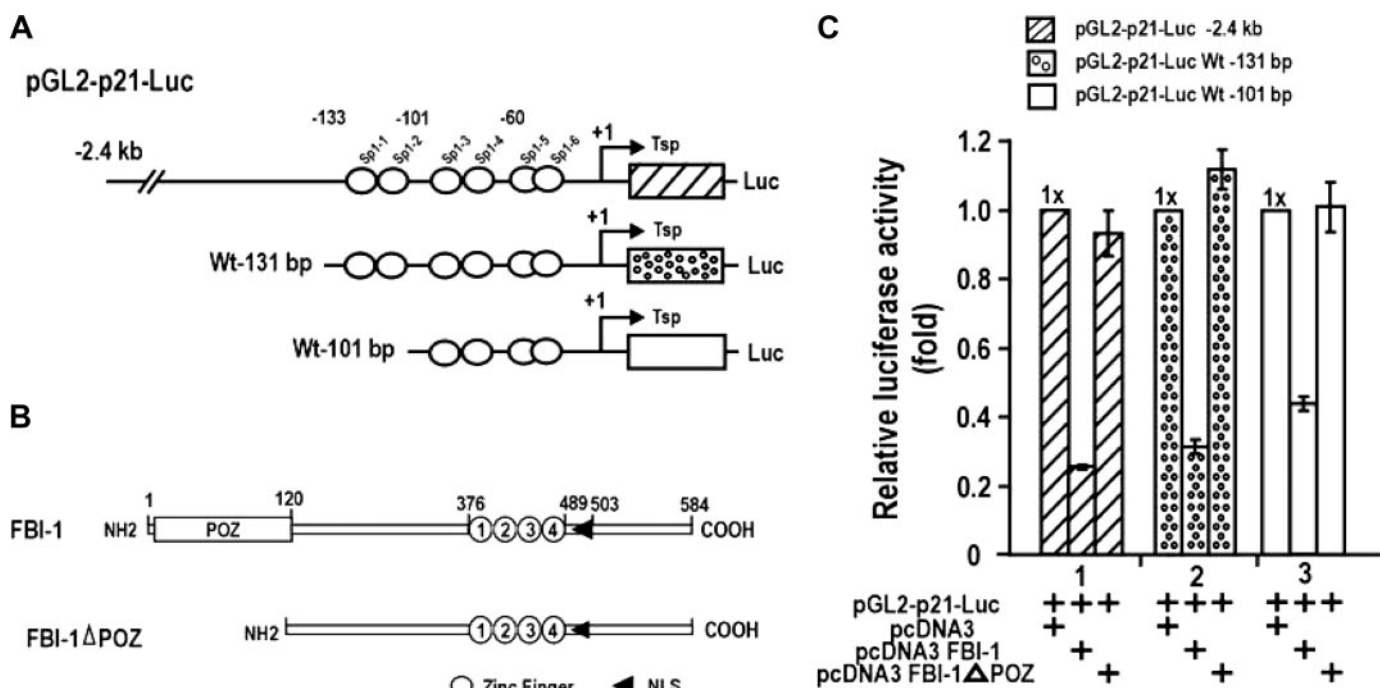 A
pGL2-p21-Luc
-133 -101 -60
Sp1-1 Sp1-2 Sp1-3 Sp1-4 Sp1-5 Sp1-6
+1
Tsp
-2.4 kb
Luc
+1
Tsp
Wt-131 bp
Luc
+1
Tsp
Wt-101 bp
Luc
B
1 120 376 489 503 584
FBI-1 NH2 POZ 1 2 3 4 COOH
FBI-1 Δ POZ NH2 1 2 3 4 COOH
Zinc Finger NLS
C
pGL2-p21-Luc -2.4 kb
pGL2-p21-Luc Wt -131 bp
pGL2-p21-Luc Wt -101 bp
Relative luciferase activity
(fold)
1.2
1.0
0.8
0.6
0.4
0.2
0
1x 1x 1x
1 2 3
pGL2-p21-Luc + + + + + + + + +
pcDNA3 + + +
pcDNA3 FBI-1 + + +
pcDNA3 FBI-1ΔPOZ + + +